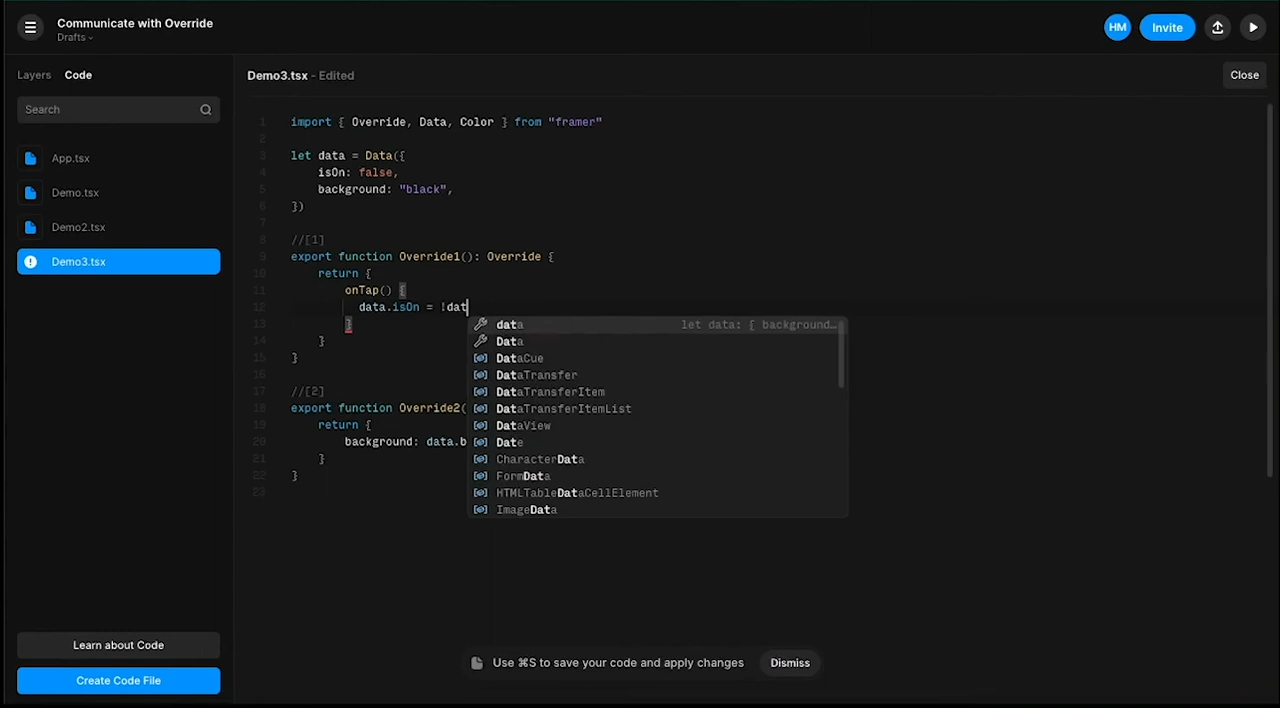 Communicate with Override
Drafts
HM
Invite
Layers Code
Search
App.tsx
Demo.tsx
Demo2.tsx
Demo3.tsx
Learn about Code
Create Code File
Demo3.tsx - Edited
Close
1 import { Override, Data, Color } from "framer"
2
3 let data = Data({
4 isOn: false,
5 background: "black",
6 })
7
8 //[1]
9 export function Override1(): Override {
10 return {
11 onTap() {
12 data.isOn = !dat
13 }
14 }
15 }
16
17 //[2]
18 export function Override2(
19 return {
20 background: data.b
21 }
22 }
23
data let data: { background…
Data
DataCue
DataTransfer
DataTransferItem
DataTransferItemList
DataView
Date
CharacterData
FormData
HTMLTableDataCellElement
ImageData
Use ⌘S to save your code and apply changes
Dismiss